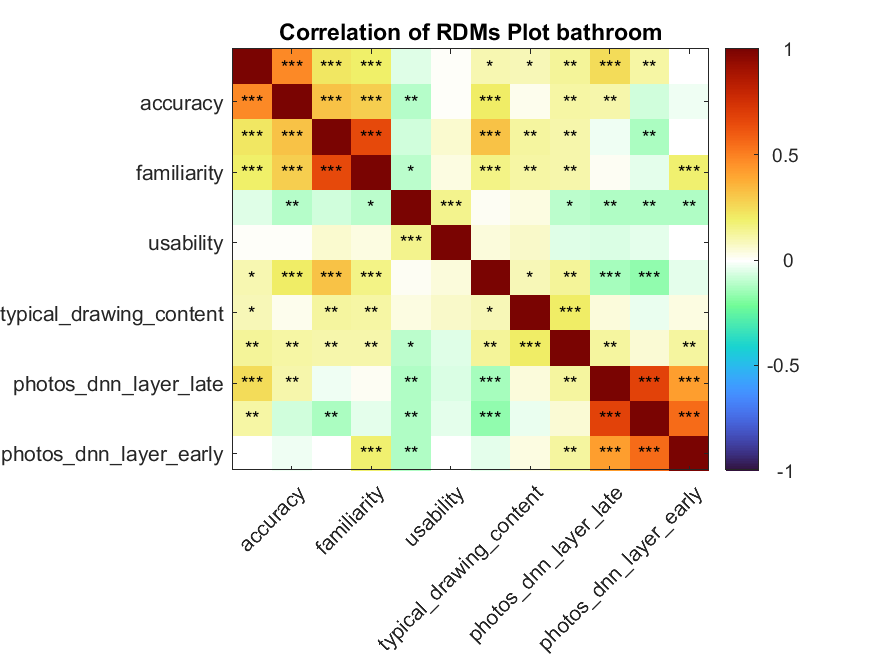 Correlation of RDMs Plot bathroom
*** *** *** * * ** *** ** 1
accuracy *** *** *** ** *** ** **
*** *** *** *** ** ** **
familiarity *** *** *** * *** ** ** *** 0.5
** * *** * ** ** **
usability *** 0
* *** *** *** * ** *** ***
typical_drawing_content * ** ** * ***
** ** ** ** * ** *** ** ** -0.5
photos_dnn_layer_late *** ** ** *** ** *** ***
** ** ** *** *** ***
photos_dnn_layer_early *** ** ** *** *** -1
accuracy
familiarity
usability
typical_drawing_content
photos_dnn_layer_late
photos_dnn_layer_early